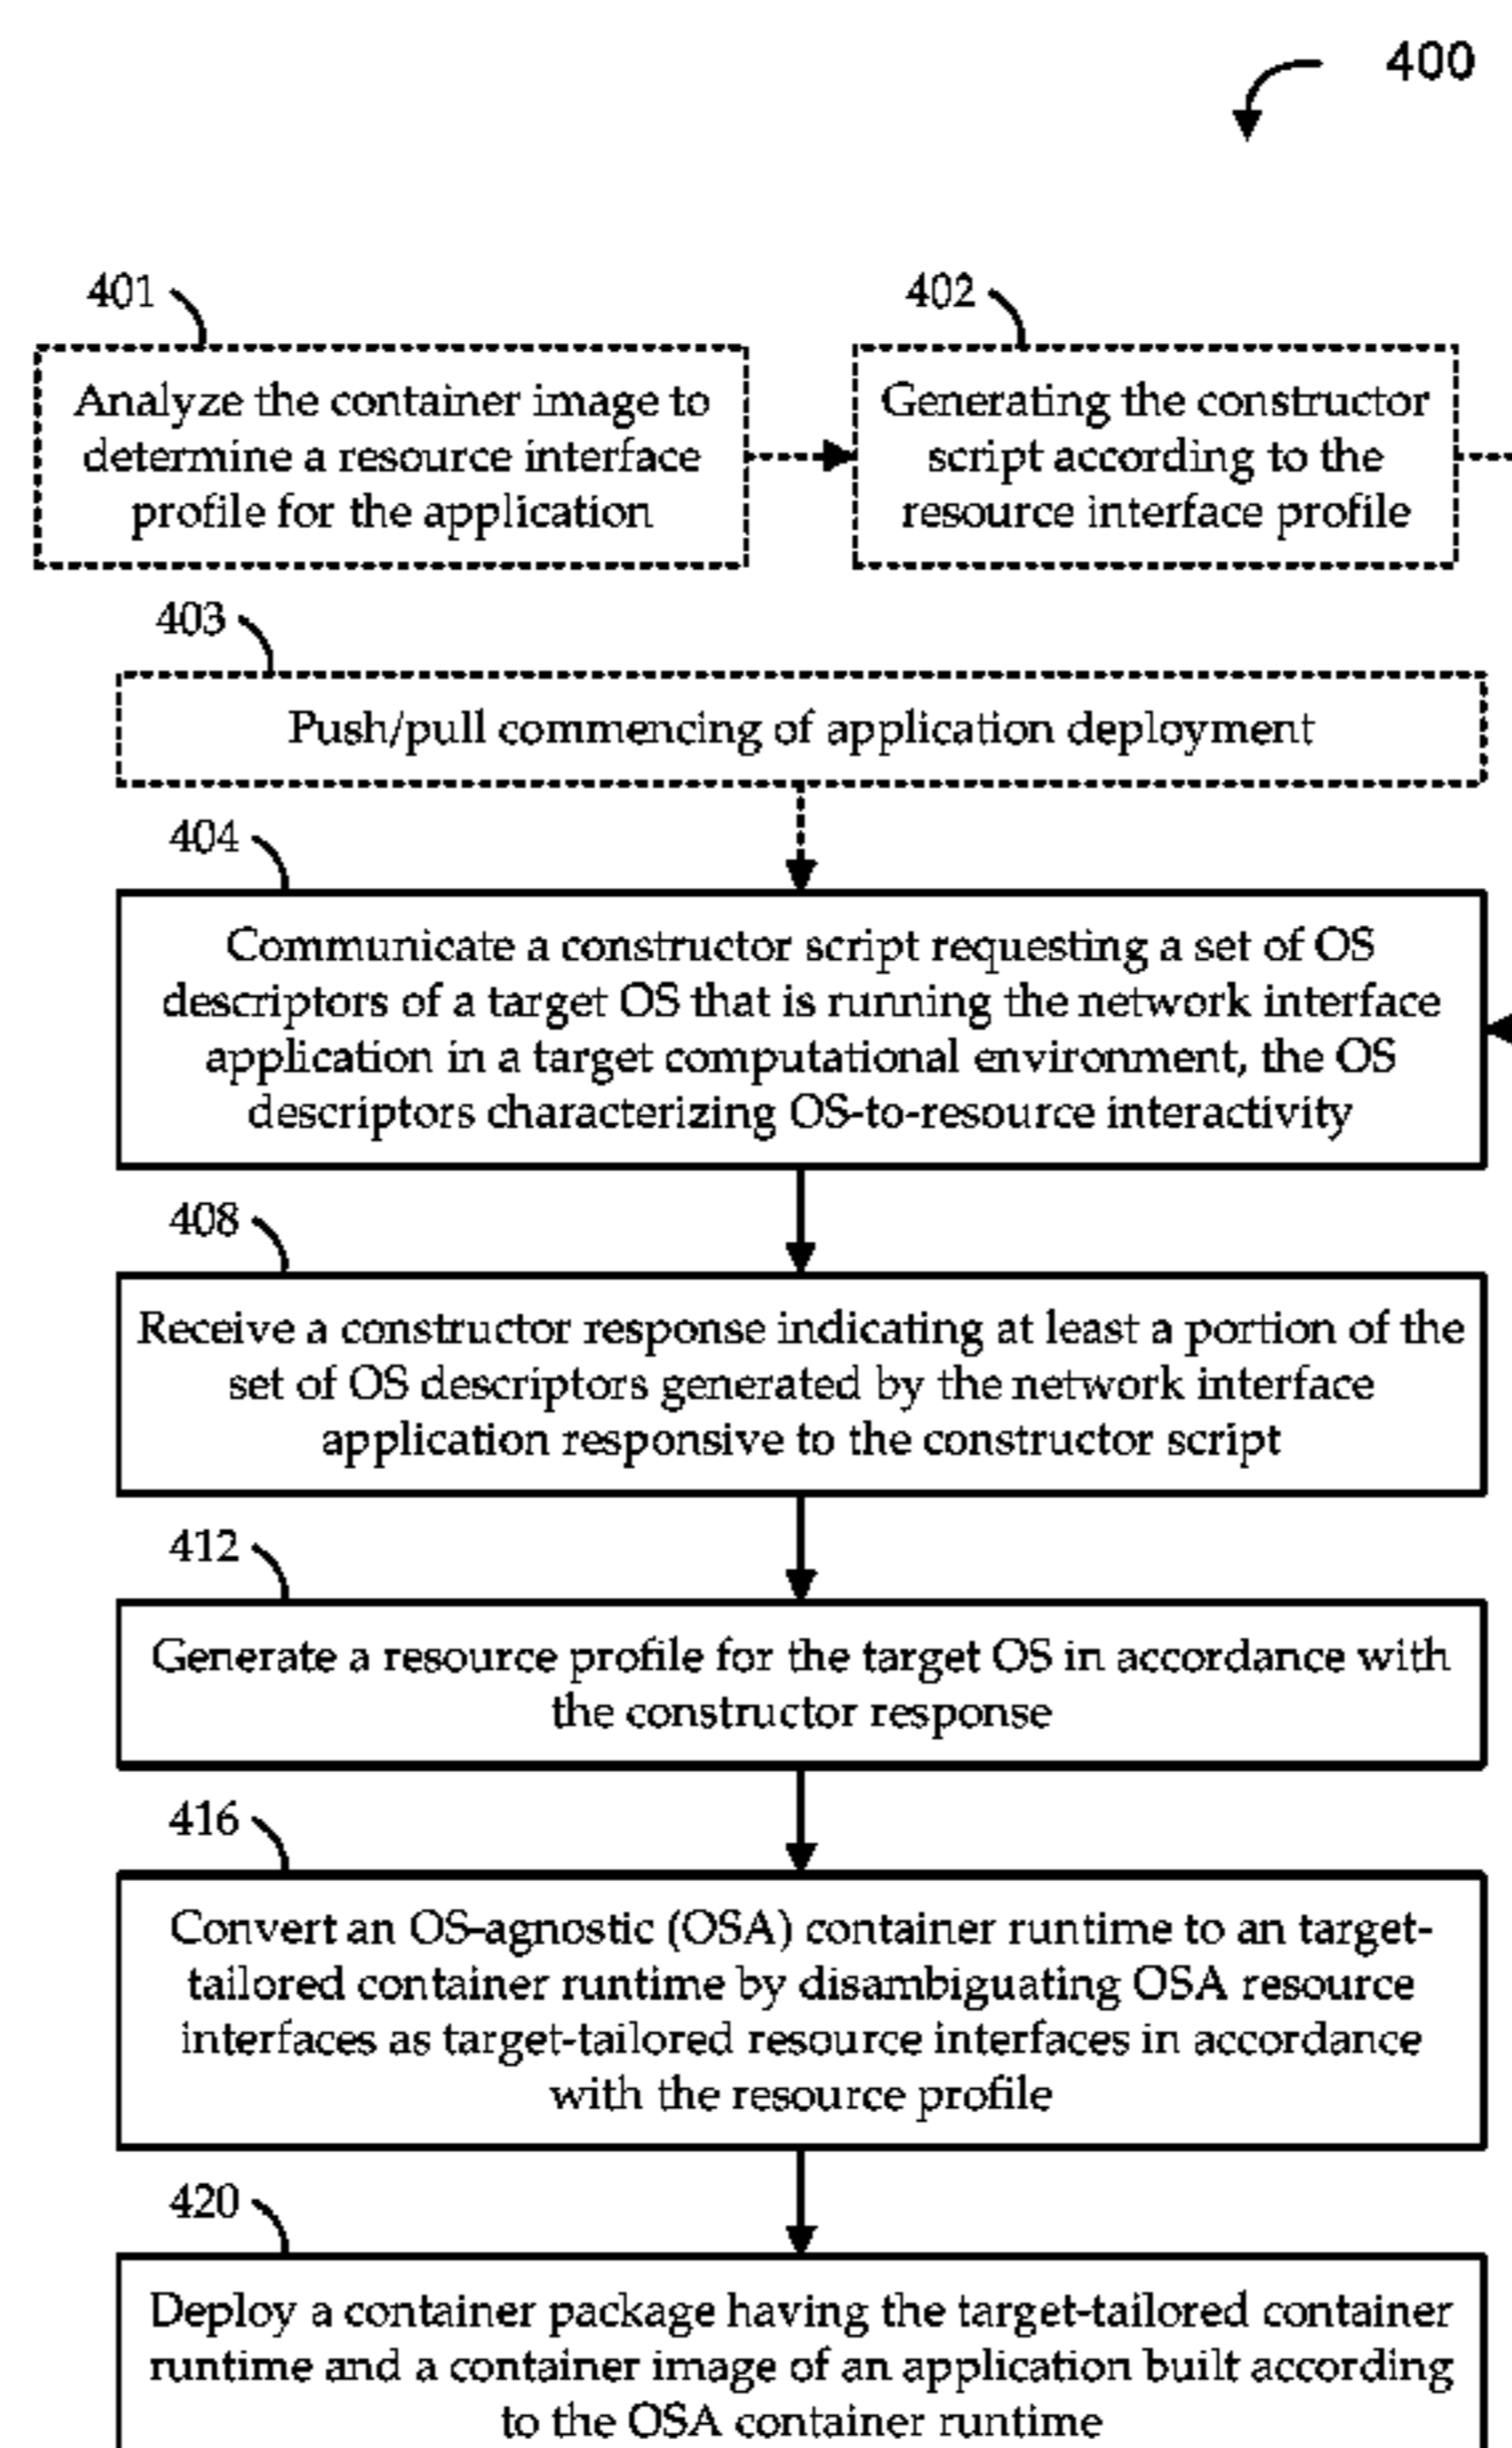 400
401
402
Analyze the container image to
determine a resource interface
profile for the application
Generating the constructor
script according to the
resource interface profile
403
Push/pull commencing of application deployment
404
Communicate a constructor script requesting a set of OS
descriptors of a target OS that is running the network interface
application in a target computational environment, the OS
descriptors characterizing OS-to-resource interactivity
408
Receive a constructor response indicating at least a portion of the
set of OS descriptors generated by the network interface
application responsive to the constructor script
412
Generate a resource profile for the target OS in accordance with
the constructor response
416
Convert an OS-agnostic (OSA) container runtime to an target-
tailored container runtime by disambiguating OSA resource
interfaces as target-tailored resource interfaces in accordance
with the resource profile
420
Deploy a container package having the target-tailored container
runtime and a container image of an application built according
to the OSA container runtime